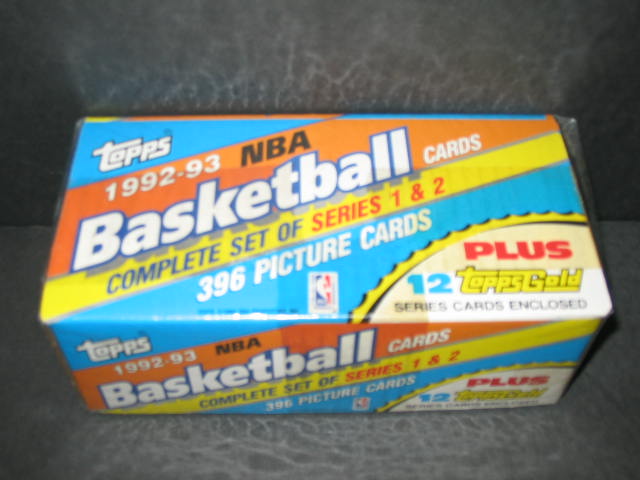 Topps
1992-93 NBA
Basketball CARDS
COMPLETE SET OF SERIES 1 & 2
396 PICTURE CARDS
PLUS
12 Topps Gold
SERIES CARDS ENCLOSED
NBA
Topps
1992-93 NBA
Basketball CARDS
COMPLETE SET OF SERIES 1 & 2
396 PICTURE CARDS
PLUS
12 Topps Gold
SERIES CARDS ENCLOSED